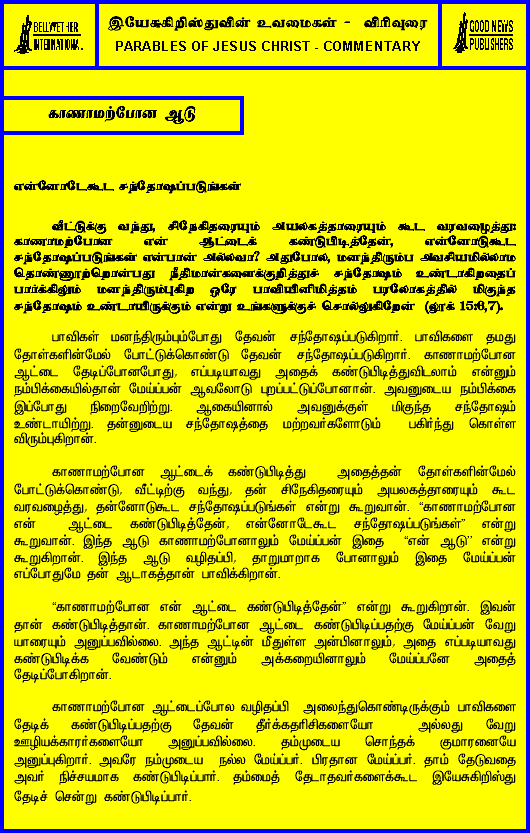 BELLWETHER
INTERNATIONAL.
இயேசுகிறிஸ்துவின் உவமைகள் - விரிவுரை
PARABLES OF JESUS CHRIST - COMMENTARY
GOOD NEWS
PUBLISHERS
காணாமற்போன ஆடு
என்னோடேகூட சந்தோஷப்படுங்கள்
வீட்டுக்கு வந்து, சிநேகிதரையும் அயலகத்தாரையும் கூட வரவழைத்து:
காணாமற்போன என் ஆட்டைக் கண்டுபிடித்தேன், என்னோடுகூட
சந்தோஷப்படுங்கள் என்பான் அல்லவா? அதுபோல, மனந்திரும்ப அவசியமில்லாத
தொண்ணூற்றொன்பது நீதிமான்களைக்குறித்துச் சந்தோஷம் உண்டாகிறதைப்
பார்க்கிலும் மனந்திரும்புகிற ஒரே பாவியினிமித்தம் பரலோகத்தில் மிகுந்த
சந்தோஷம் உண்டாயிருக்கும் என்று உங்களுக்குச் சொல்லுகிறேன் (லூக் 15:6,7).
பாவிகள் மனந்திரும்பும்போது தேவன் சந்தோஷப்படுகிறார். பாவிகளை தமது
தோள்களின்மேல் போட்டுக்கொண்டு தேவன் சந்தோஷப்படுகிறார். காணாமற்போன
ஆட்டை தேடிப்போனபோது, எப்படியாவது அதைக் கண்டுபிடித்துவிடலாம் என்னும்
நம்பிக்கையில்தான் மேய்ப்பன் ஆவலோடு புறப்பட்டுப்போனான். அவனுடைய நம்பிக்கை
இப்போது நிறைவேறிற்று. ஆகையினால் அவனுக்குள் மிகுந்த சந்தோஷம்
உண்டாயிற்று. தன்னுடைய சந்தோஷத்தை மற்றவர்களோடும் பகிர்ந்து கொள்ள
விரும்புகிறான்.
காணாமற்போன ஆட்டைக் கண்டுபிடித்து அதைத்தன் தோள்களின்மேல்
போட்டுக்கொண்டு, வீட்டிற்கு வந்து, தன் சிநேகிதரையும் அயலகத்தாரையும் கூட
வரவழைத்து, தன்னோடுகூட சந்தோஷப்படுங்கள் என்று கூறுவான். “காணாமற்போன
என் ஆட்டை கண்டுபிடித்தேன், என்னோடேகூட சந்தோஷப்படுங்கள்” என்று
கூறுவான். இந்த ஆடு காணாமற்போனாலும் மேய்ப்பன் இதை “என் ஆடு” என்று
கூறுகிறான். இந்த ஆடு வழிதப்பி, தாறுமாறாக போனாலும் இதை மேய்ப்பன்
எப்போதுமே தன் ஆடாகத்தான் பாவிக்கிறான்.
“காணாமற்போன என் ஆட்டை கண்டுபிடித்தேன்” என்று கூறுகிறான். இவன்
தான் கண்டுபிடித்தான். காணாமற்போன ஆட்டை கண்டுபிடிப்பதற்கு மேய்ப்பன் வேறு
யாரையும் அனுப்பவில்லை. அந்த ஆட்டின் மீதுள்ள அன்பினாலும், அதை எப்படியாவது
கண்டுபிடிக்க வேண்டும் என்னும் அக்கறையினாலும் மேய்ப்பனே அதைத்
தேடிப்போகிறான்.
காணாமற்போன ஆட்டைப்போல வழிதப்பி அலைந்துகொண்டிருக்கும் பாவிகளை
தேடிக் கண்டுபிடிப்பதற்கு தேவன் தீர்க்கதரிசிகளையோ அல்லது வேறு
ஊழியக்காரர்களையோ அனுப்பவில்லை. தம்முடைய சொந்தக் குமாரனையே
அனுப்புகிறார். அவரே நம்முடைய நல்ல மேய்ப்பர். பிரதான மேய்ப்பர். தாம் தேடுவதை
அவர் நிச்சயமாக கண்டுபிடிப்பார். தம்மைத் தேடாதவர்களைக்கூட இயேசுகிறிஸ்து
தேடிச் சென்று கண்டுபிடிப்பார்.